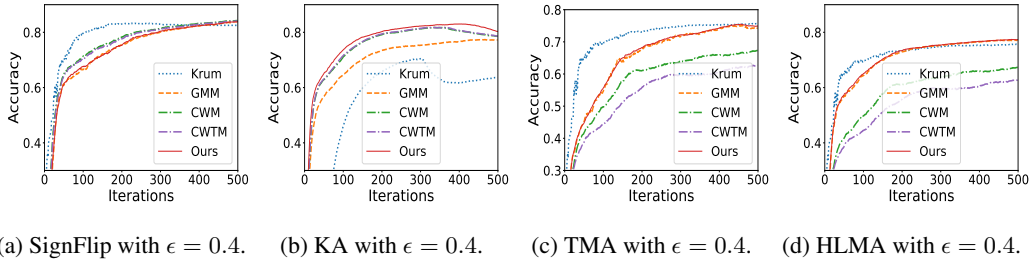 Accuracy
0.8
0.6
0.4
0 100 200 300 400 500
Iterations
Krum
GMM
CWM
CWTM
Ours
Accuracy
0.8
0.6
0.4
0 100 200 300 400 500
Iterations
Krum
GMM
CWM
CWTM
Ours
Accuracy
0.8
0.7
0.6
0.5
0.4
0.3
0 100 200 300 400 500
Iterations
Krum
GMM
CWM
CWTM
Ours
Accuracy
0.8
0.6
0.4
0 100 200 300 400 500
Iterations
Krum
GMM
CWM
CWTM
Ours
(a) SignFlip with ϵ = 0.4.
(b) KA with ϵ = 0.4.
(c) TMA with ϵ = 0.4.
(d) HLMA with ϵ = 0.4.